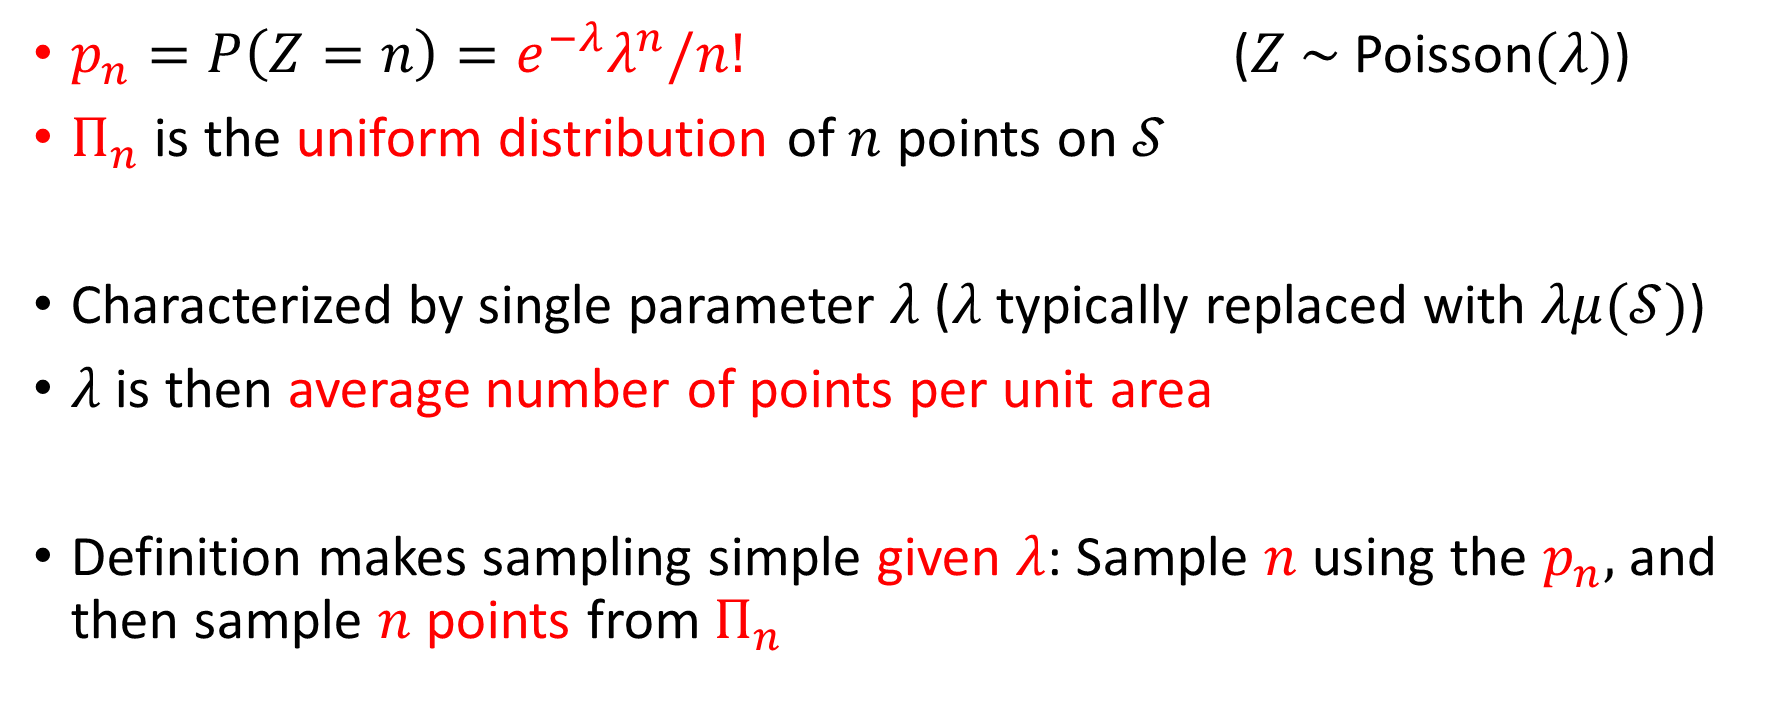 • pₙ = P(Z = n) = e^{−λ}λⁿ/n! (Z ~ Poisson(λ))
• Πₙ is the uniform distribution of n points on 𝒮
• Characterized by single parameter λ (λ typically replaced with λμ(𝒮))
• λ is then average number of points per unit area
• Definition makes sampling simple given λ: Sample n using the pₙ, and
then sample n points from Πₙ